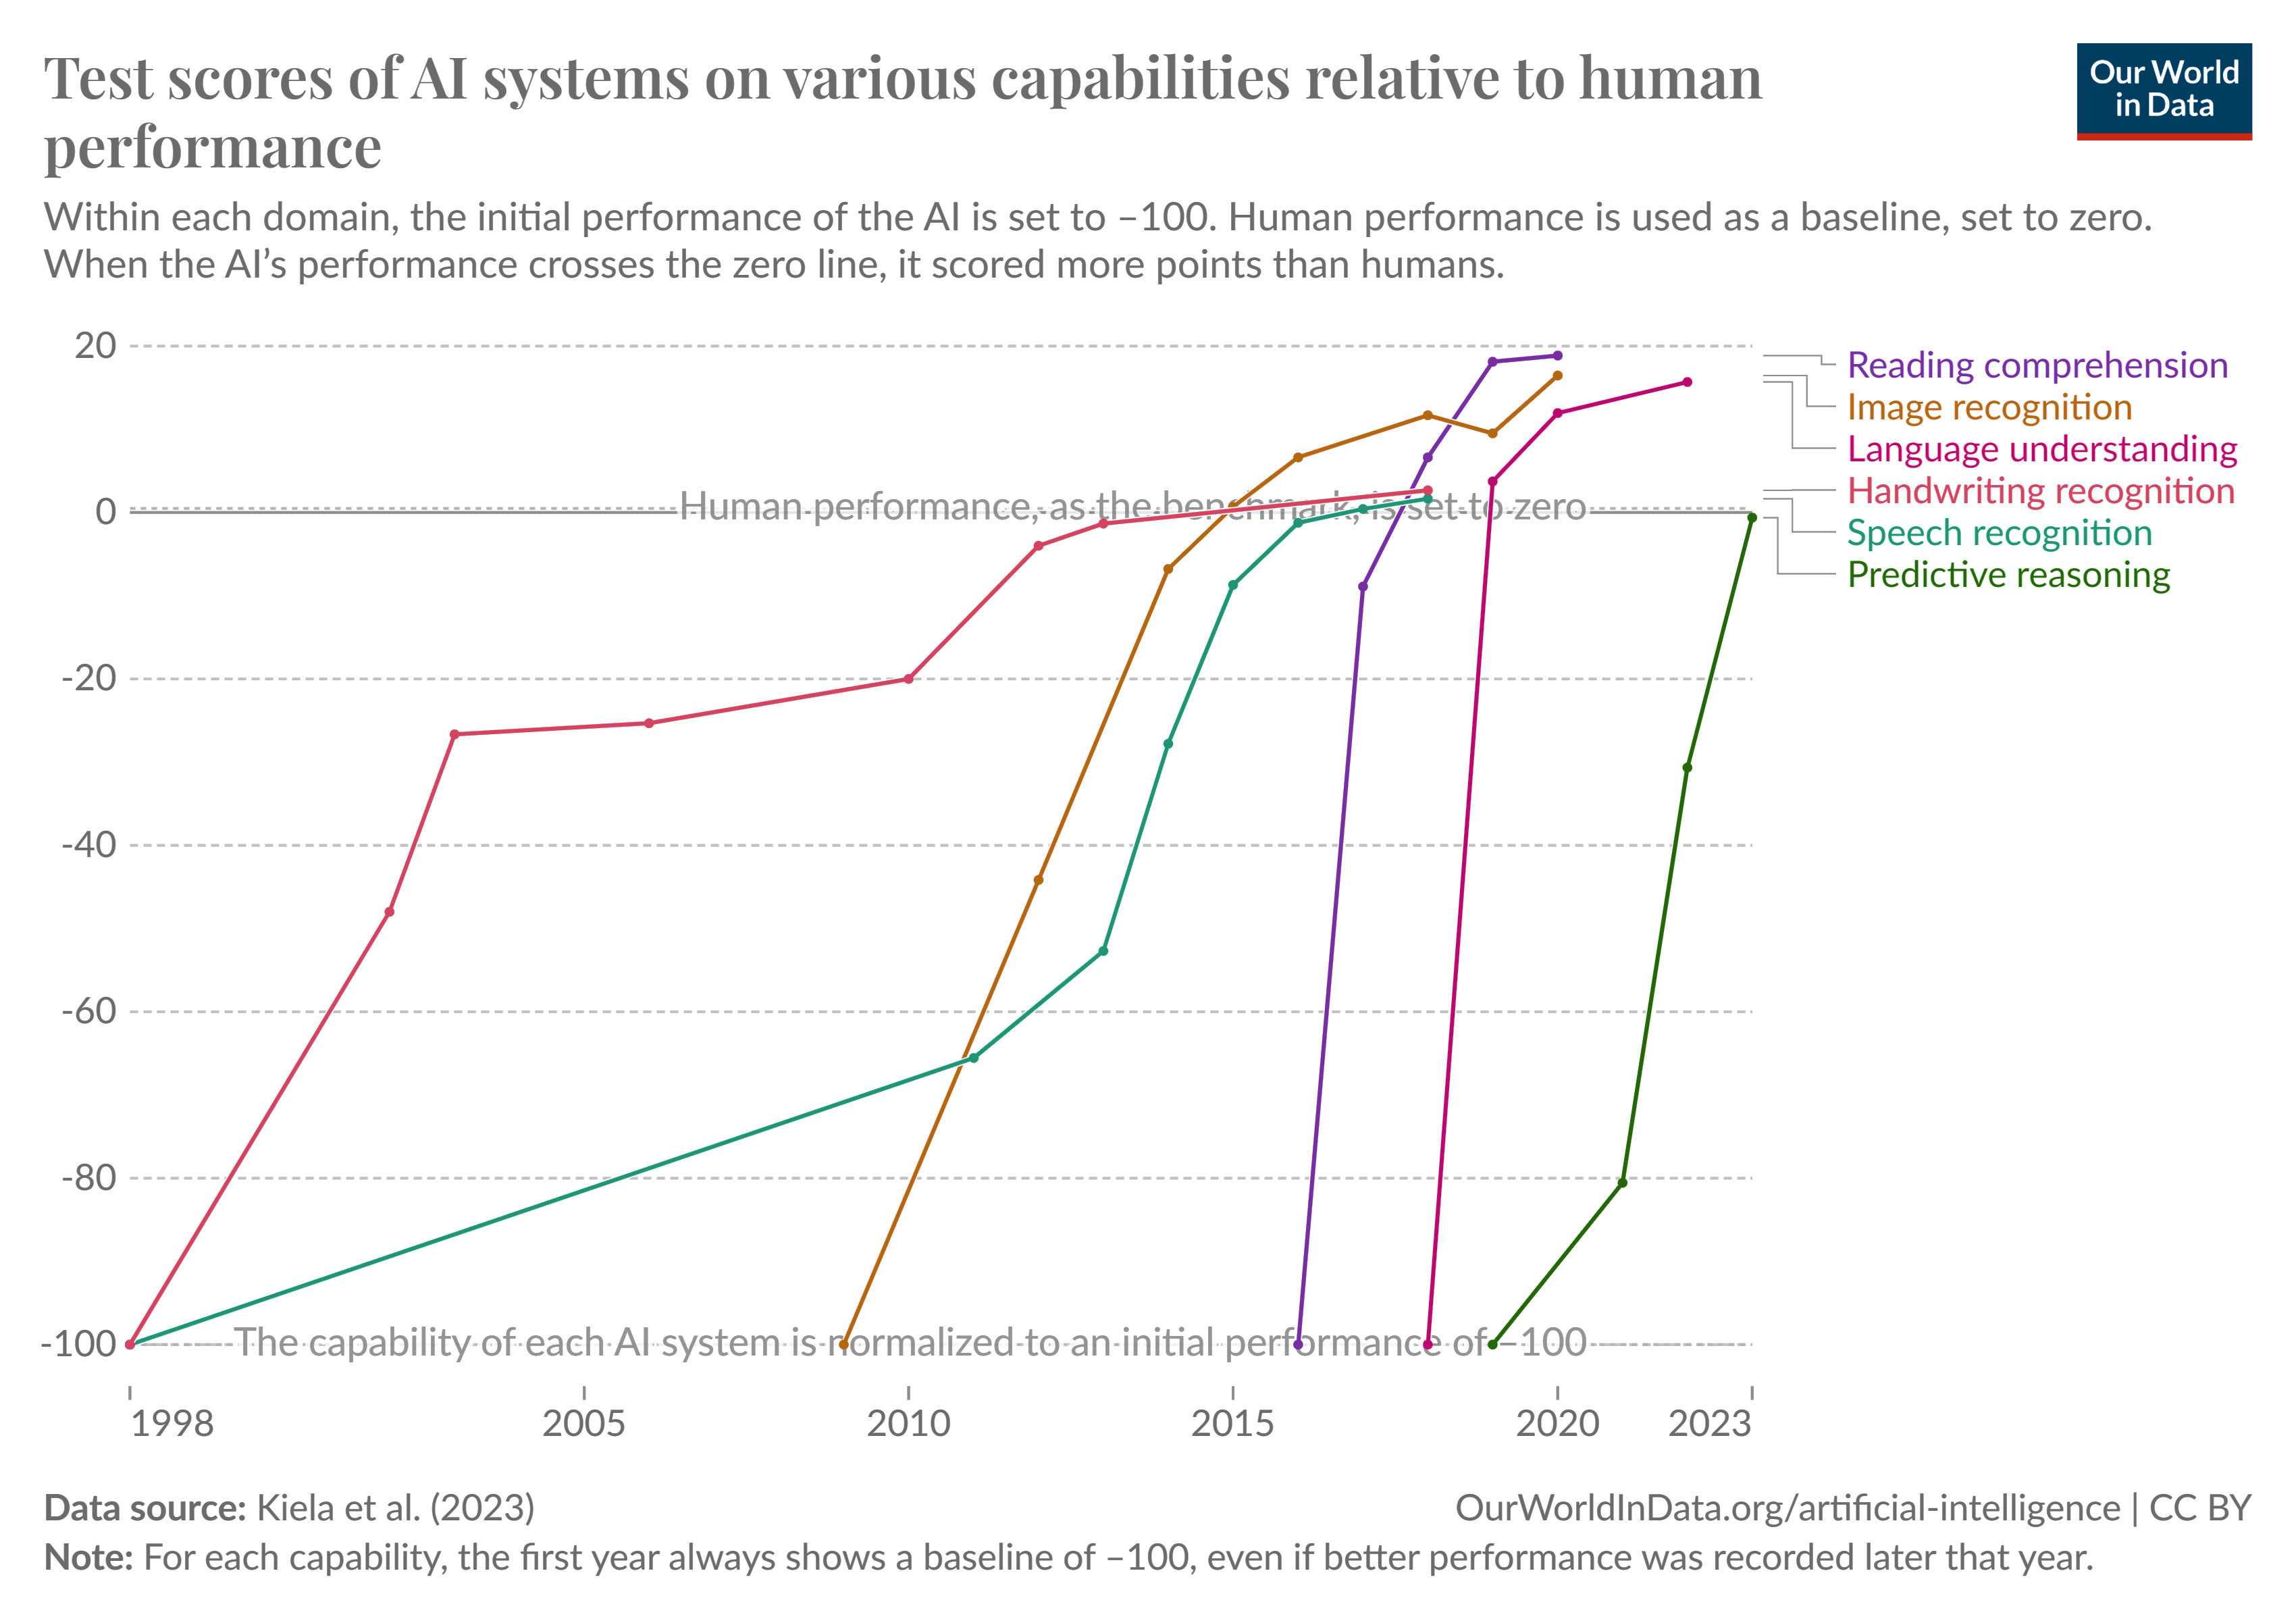 Test scores of AI systems on various capabilities relative to human
performance
Our World
in Data
Within each domain, the initial performance of the AI is set to −100. Human performance is used as a baseline, set to zero.
When the AI’s performance crosses the zero line, it scored more points than humans.
20
0
-20
-40
-60
-80
-100
Human performance, as the benchmark, is set to zero
The capability of each AI system is normalized to an initial performance of −100
Reading comprehension
Image recognition
Language understanding
Handwriting recognition
Speech recognition
Predictive reasoning
1998
2005
2010
2015
2020
2023
Data source: Kiela et al. (2023)
OurWorldInData.org/artificial-intelligence | CC BY
Note: For each capability, the first year always shows a baseline of −100, even if better performance was recorded later that year.